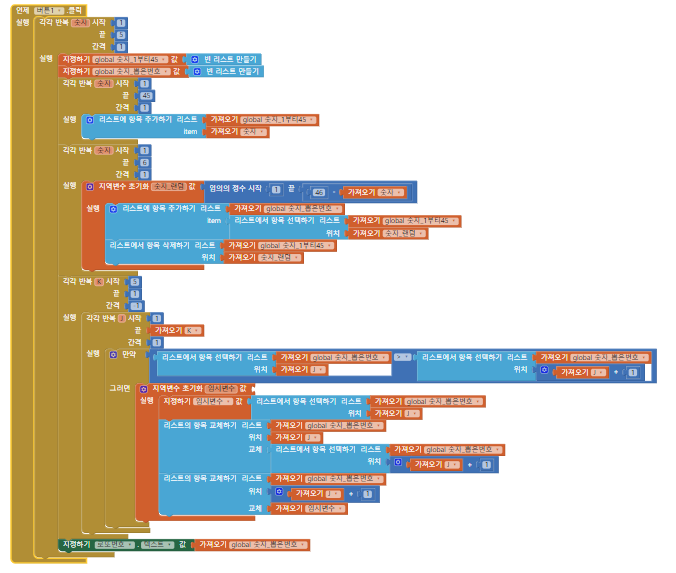 언제 버튼1 .클릭
실행 각각 반복 숫자 시작 1
끝 5
간격 1
실행 지정하기 global 숫자_1부터45 값 빈 리스트 만들기
지정하기 global 숫자_뽑은번호 값 빈 리스트 만들기
각각 반복 숫자 시작 1
끝 45
간격 1
실행 리스트에 항목 추가하기 리스트 가져오기 global 숫자_1부터45
item 가져오기 숫자
각각 반복 숫자 시작 1
끝 6
간격 1
실행 지역변수 초기화 숫자_랜덤 값 임의의 정수 시작 1 끝 45 - 가져오기 숫자
실행 리스트에 항목 추가하기 리스트 가져오기 global 숫자_뽑은번호
item 리스트에서 항목 선택하기 리스트 가져오기 global 숫자_1부터45
위치 가져오기 숫자_랜덤
리스트에서 항목 삭제하기 리스트 가져오기 global 숫자_1부터45
위치 가져오기 숫자_랜덤
각각 반복 K 시작 5
끝 1
간격 -1
실행 각각 반복 J 시작 1
끝 가져오기 K
간격 1
실행 만약 리스트에서 항목 선택하기 리스트 가져오기 global 숫자_뽑은번호 > 리스트에서 항목 선택하기 리스트 가져오기 global 숫자_뽑은번호
위치 가져오기 J 위치 가져오기 J + 1
그러면 지역변수 초기화 임시변수 값
실행 지정하기 임시변수 값 리스트에서 항목 선택하기 리스트 가져오기 global 숫자_뽑은번호
위치 가져오기 J
리스트의 항목 교체하기 리스트 가져오기 global 숫자_뽑은번호
위치 가져오기 J
교체 리스트에서 항목 선택하기 리스트 가져오기 global 숫자_뽑은번호
위치 가져오기 J + 1
리스트의 항목 교체하기 리스트 가져오기 global 숫자_뽑은번호
위치 가져오기 J + 1
교체 가져오기 임시변수
지정하기 로또번호 . 텍스트 값 가져오기 global 숫자_뽑은번호